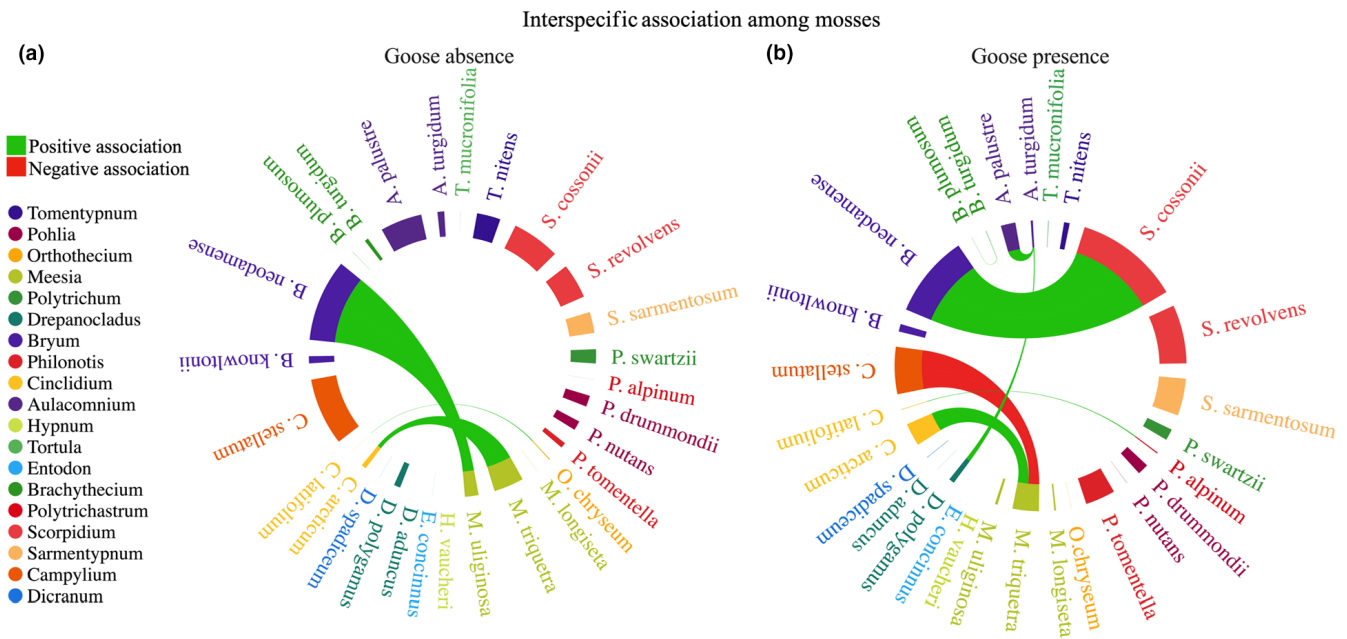 Interspecific association among mosses
(a)
Goose absence
(b)
Goose presence
Positive association
Negative association
Tomentypnum
Pohlia
Orthothecium
Meesia
Polytrichum
Drepanocladus
Bryum
Philonotis
Cinclidium
Aulacomnium
Hypnum
Tortula
Entodon
Brachythecium
Polytrichastrum
Scorpidium
Sarmentypnum
Campylium
Dicranum
B. knowltonii
B. neodamense
B. plumosum
B. turgidum
A. palustre
A. turgidum
T. mucronifolia
T. nitens
S. cossonii
S. revolvens
S. sarmentosum
P. swartzii
P. alpinum
P. drummondii
P. nutans
P. tomentella
O. chryseum
M. longiseta
M. triquetra
M. uliginosa
H. vaucheri
E. concinnus
D. aduncus
D. polygamus
D. spadiceum
C. arcticum
C. latifolium
C. stellatum
B. knowltonii
B. neodamense
B. plumosum
B. turgidum
A. palustre
A. turgidum
T. mucronifolia
T. nitens
S. cossonii
S. revolvens
S. sarmentosum
P. swartzii
P. alpinum
P. drummondii
P. nutans
P. tomentella
O.chryseum
M. longiseta
M. triquetra
M. uliginosa
H. vaucheri
E. concinnus
D. polygamus
D. aduncus
D. spadiceum
C. arcticum
C. latifolium
C. stellatum